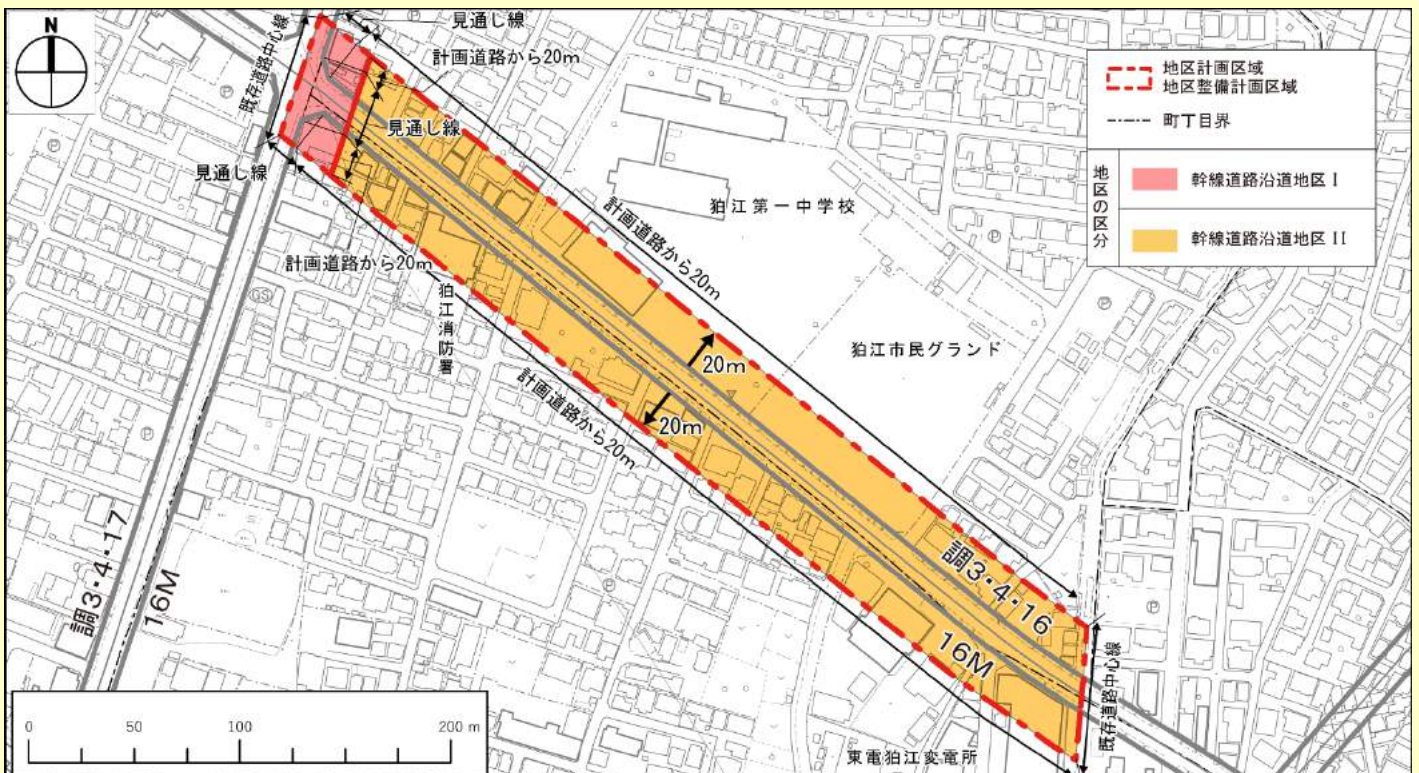 N
見通し線
計画道路から20m
既存道路中心線
見通し線
見通し線
計画道路から20m
狛江消防署
狛江第一中学校
計画道路から20m
狛江市民グランド
20m
20m
計画道路から20m
調3・4・17
16M
調3・4・16
16M
既存道路中心線
東電狛江変電所
地区計画区域
地区整備計画区域
町丁目界
地区の区分
幹線道路沿道地区 I
幹線道路沿道地区 II
P
P
P
P
GS
0 50 100 200 m